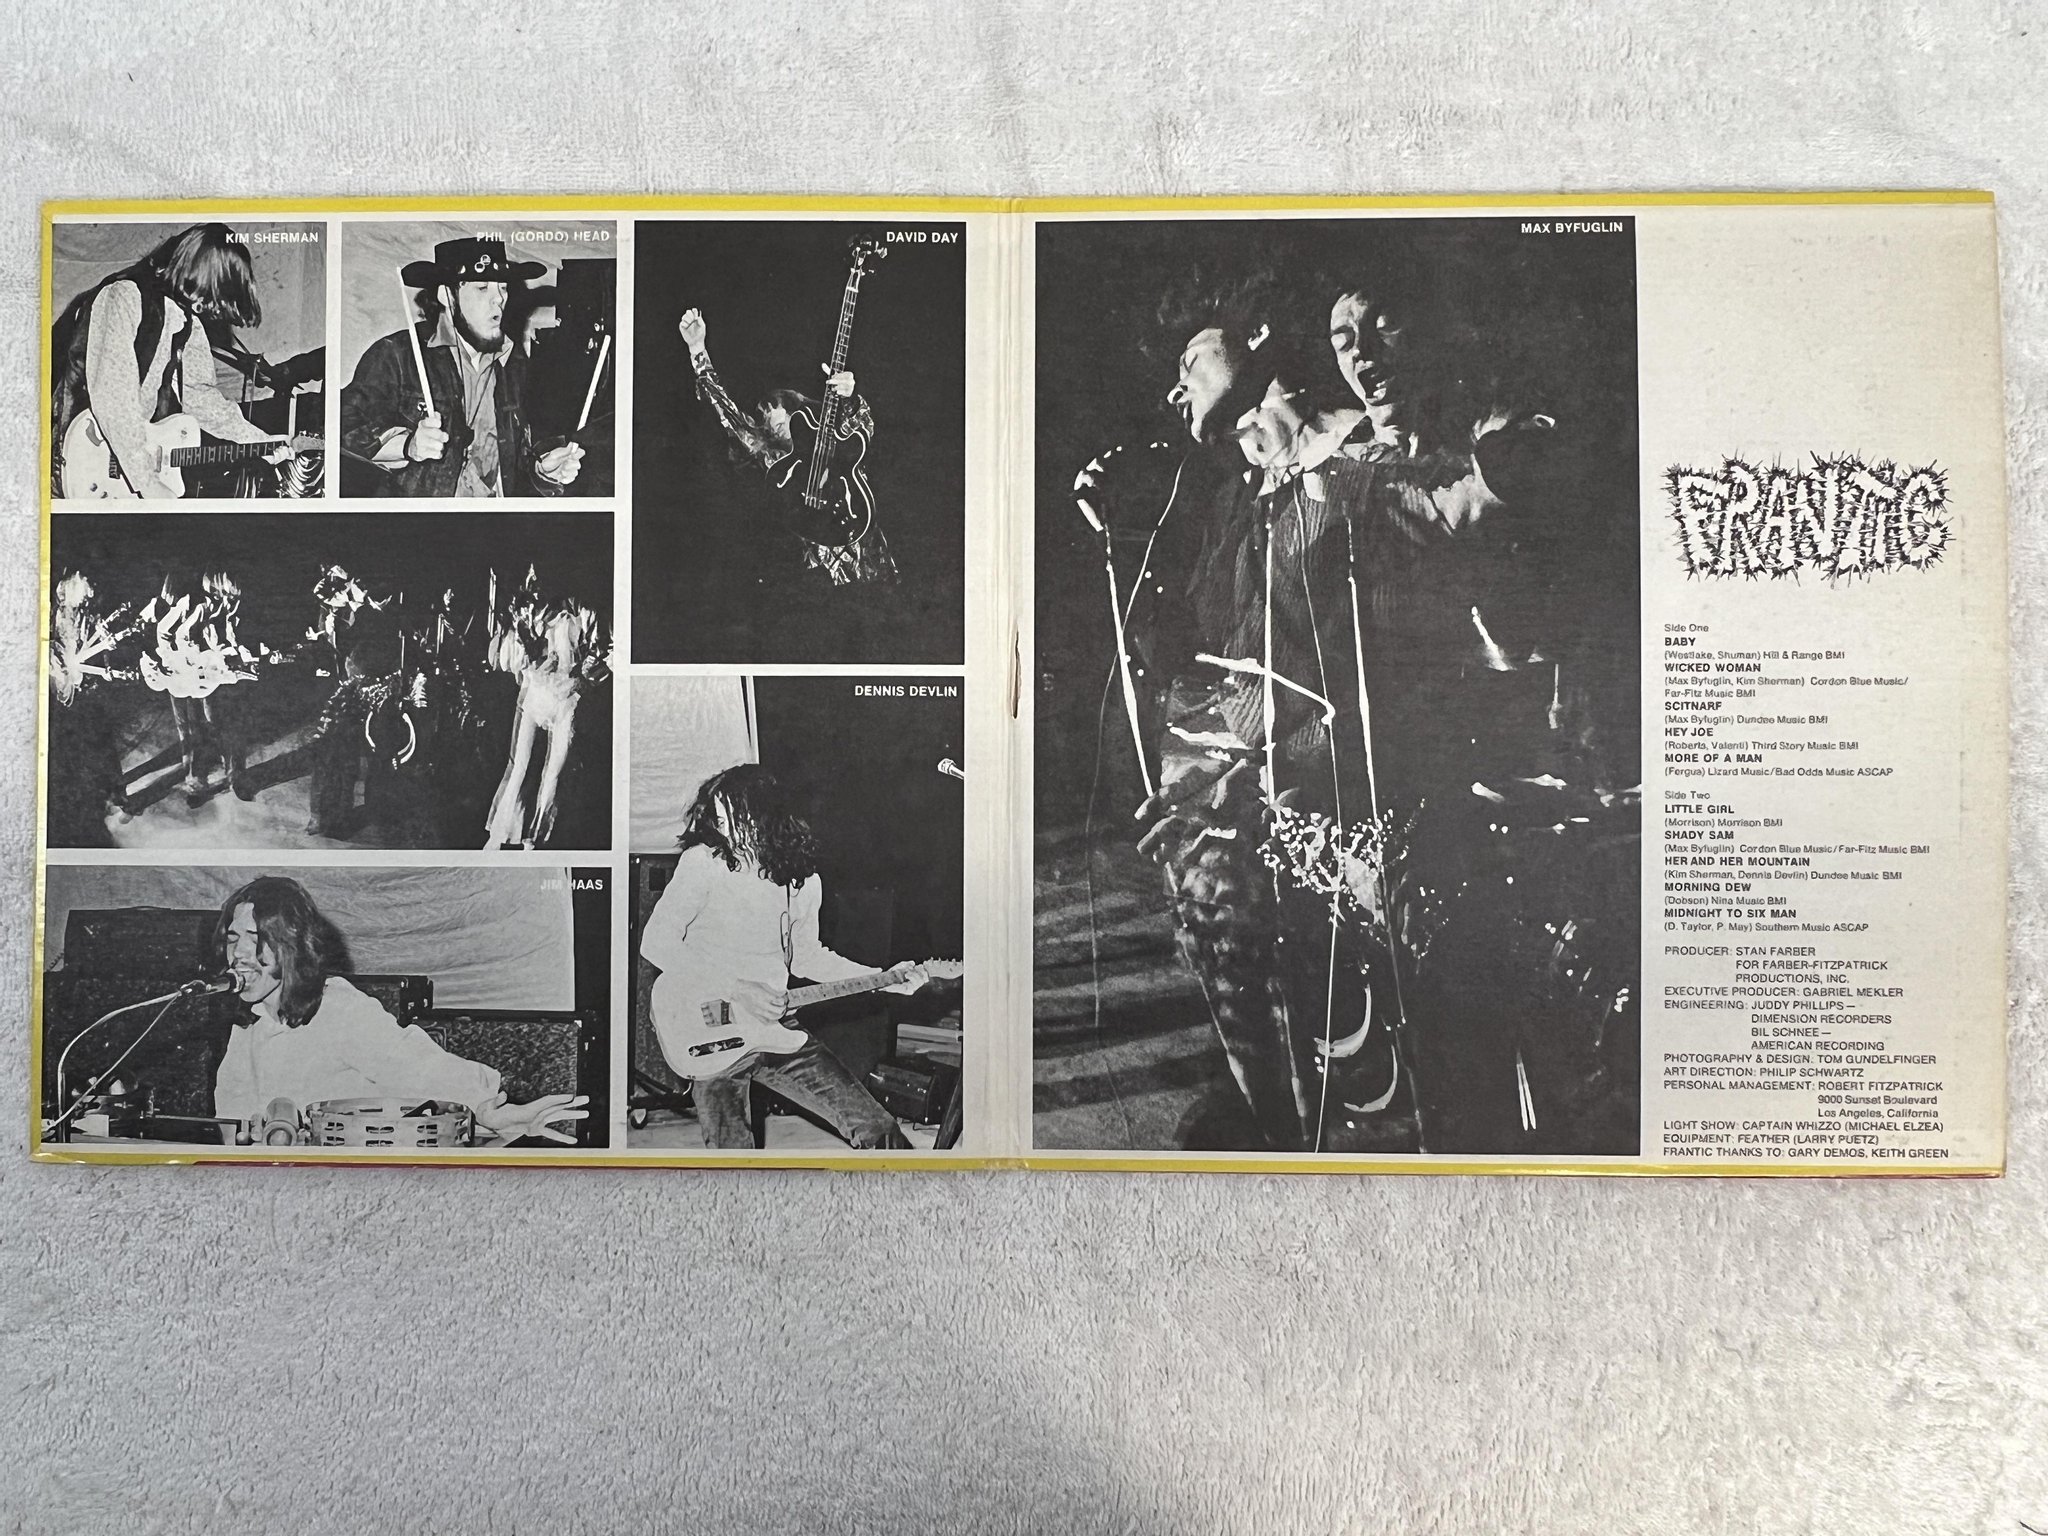 KIM SHERMAN
PHIL (GORDO) HEAD
DAVID DAY
DENNIS DEVLIN
JIM HAAS
MAX BYFUGLIN
FRANTIC
Side One
BABY
(Westlake, Shuman) Hill & Range BMI
WICKED WOMAN
(Max Byfuglin, Kim Sherman) Cordon Blue Music/
Far-Fitz Music BMI
SCITNARF
(Max Byfuglin) Dundee Music BMI
HEY JOE
(Roberts, Valenti) Third Story Music BMI
MORE OF A MAN
(Fergus) Lizard Music/Bad Odds Music ASCAP
Side Two
LITTLE GIRL
(Morrison) Morrison BMI
SHADY SAM
(Max Byfuglin) Cordon Blue Music/Far-Fitz Music BMI
HER AND HER MOUNTAIN
(Kim Sherman, Dennis Devlin) Dundee Music BMI
MORNING DEW
(Dobson) Nina Music BMI
MIDNIGHT TO SIX MAN
(D. Taylor, P. May) Southern Music ASCAP
PRODUCER: STAN FARBER
FOR FARBER-FITZPATRICK
PRODUCTIONS, INC.
EXECUTIVE PRODUCER: GABRIEL MEKLER
ENGINEERING: JUDDY PHILLIPS—
DIMENSION RECORDERS
BIL SCHNEE—
AMERICAN RECORDING
PHOTOGRAPHY & DESIGN: TOM GUNDELFINGER
ART DIRECTION: PHILIP SCHWARTZ
PERSONAL MANAGEMENT: ROBERT FITZPATRICK
9000 Sunset Boulevard
Los Angeles, California
LIGHT SHOW: CAPTAIN WHIZZO (MICHAEL ELZEA)
EQUIPMENT: FEATHER (LARRY PUETZ)
FRANTIC THANKS TO: GARY DEMOS, KEITH GREEN